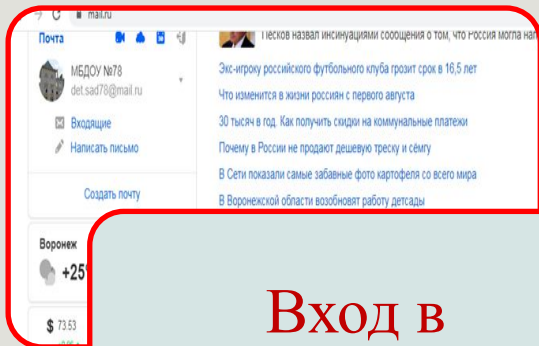 mail.ru
Почта
МБДОУ №78
det.sad78@mail.ru
Входящие
Написать письмо
Создать почту
Песков назвал инсинуациями сообщения о том, что Россия могла
Экс-игроку российского футбольного клуба грозит срок в 16,5 лет
Что изменится в жизни россиян с первого августа
30 тысяч в год. Как получить скидки на коммунальные платежи
Почему в России не продают дешевую треску и сёмгу
В Сети показали самые забавные фото картофеля со всего мира
В Воронежской области возобновят работу детсады
Воронеж
+25°
$ 73.53
Вход в